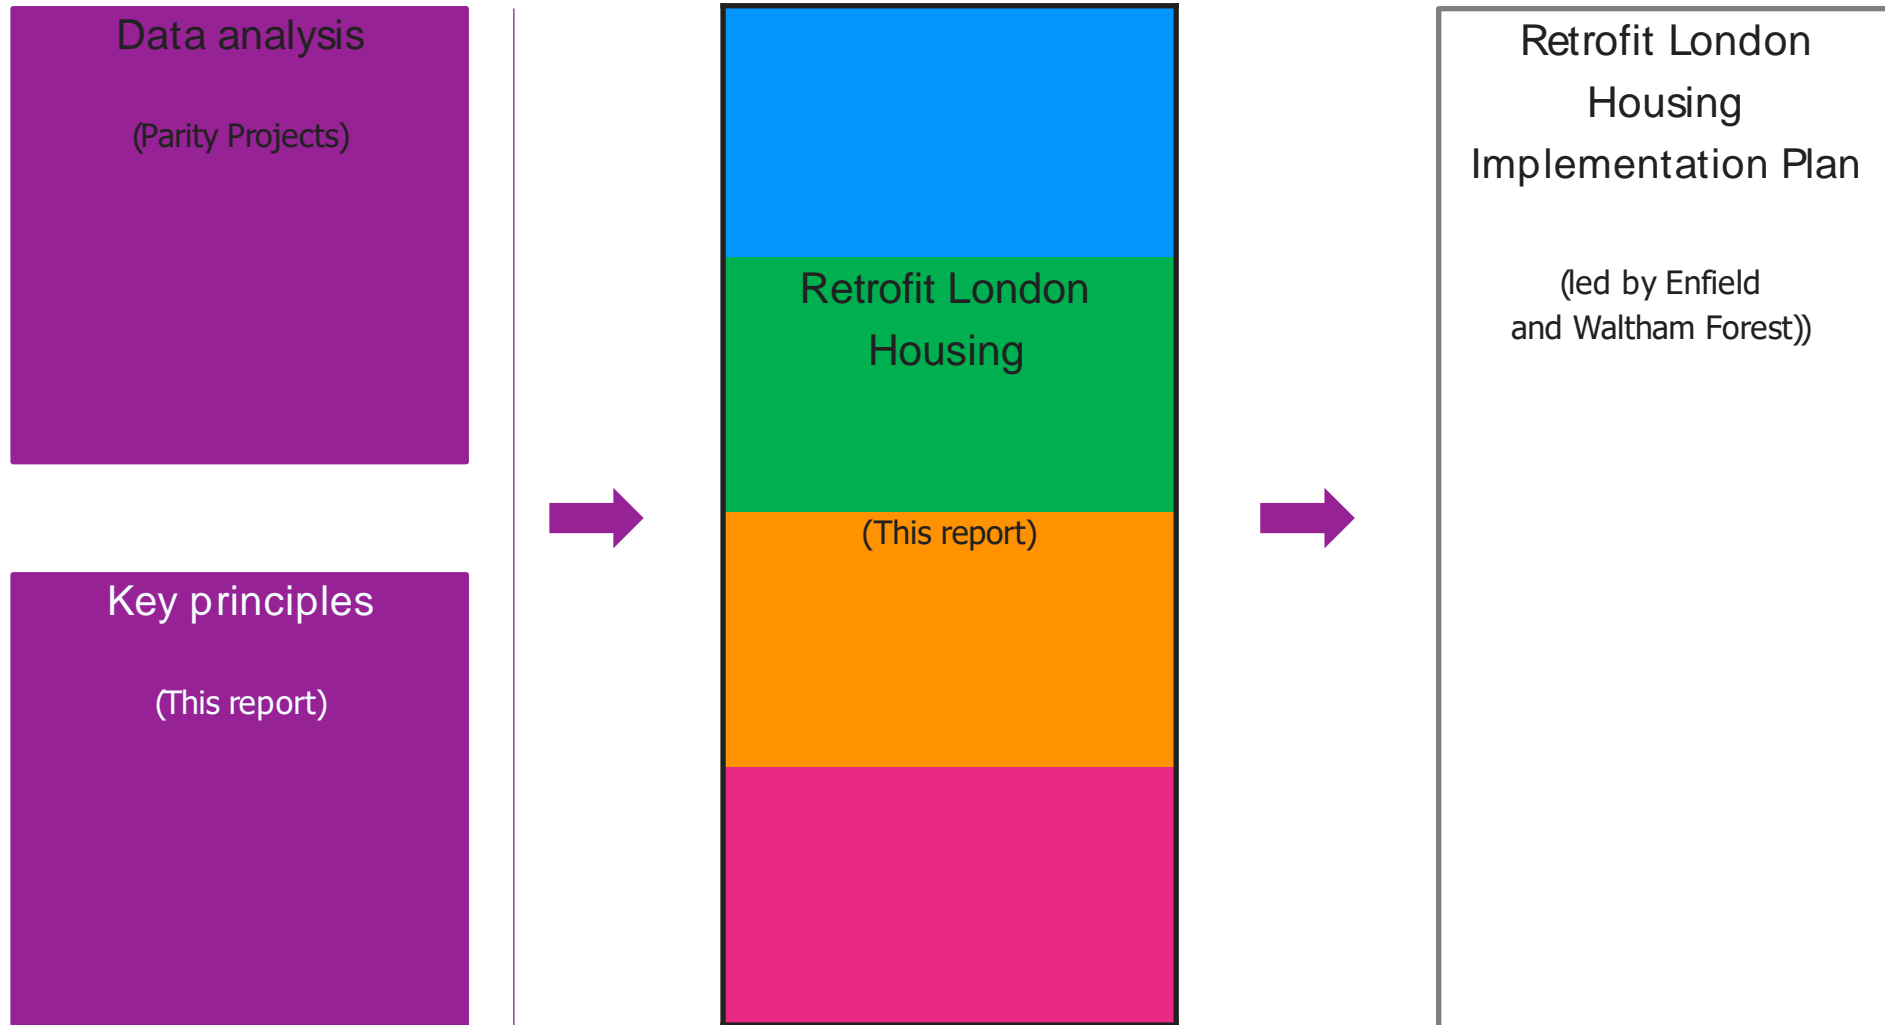 Data analysis
(Parity Projects)
Key principles
(This report)
Retrofit London
Housing
(This report)
Retrofit London
Housing
Implementation Plan
(led by Enfield
and Waltham Forest))